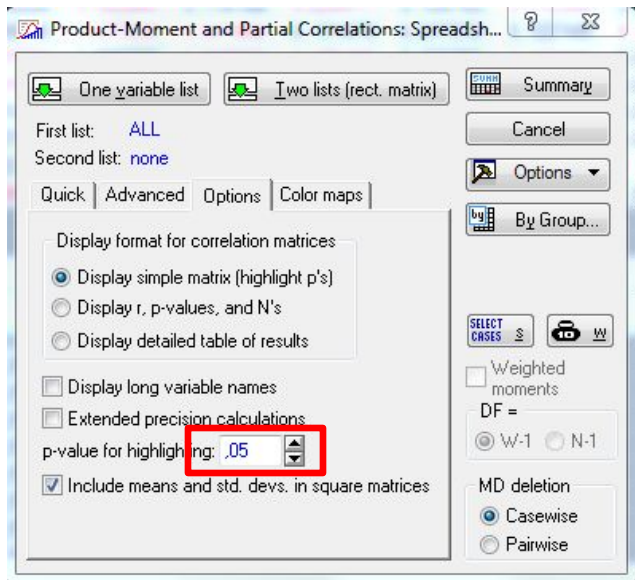 Product-Moment and Partial Correlations: Spreadsh...
One variable list
Two lists (rect. matrix)
SUMM
Summary
First list: ALL
Cancel
Second list: none
Options
Quick
Advanced
Options
Color maps
by
By Group...
Display format for correlation matrices
Display simple matrix (highlight p's)
Display r, p-values, and N's
Display detailed table of results
SELECT CASES S
W
Display long variable names
Weighted
moments
Extended precision calculations
DF =
p-value for highlighting: ,05
W-1
N-1
Include means and std. devs. in square matrices
MD deletion
Casewise
Pairwise